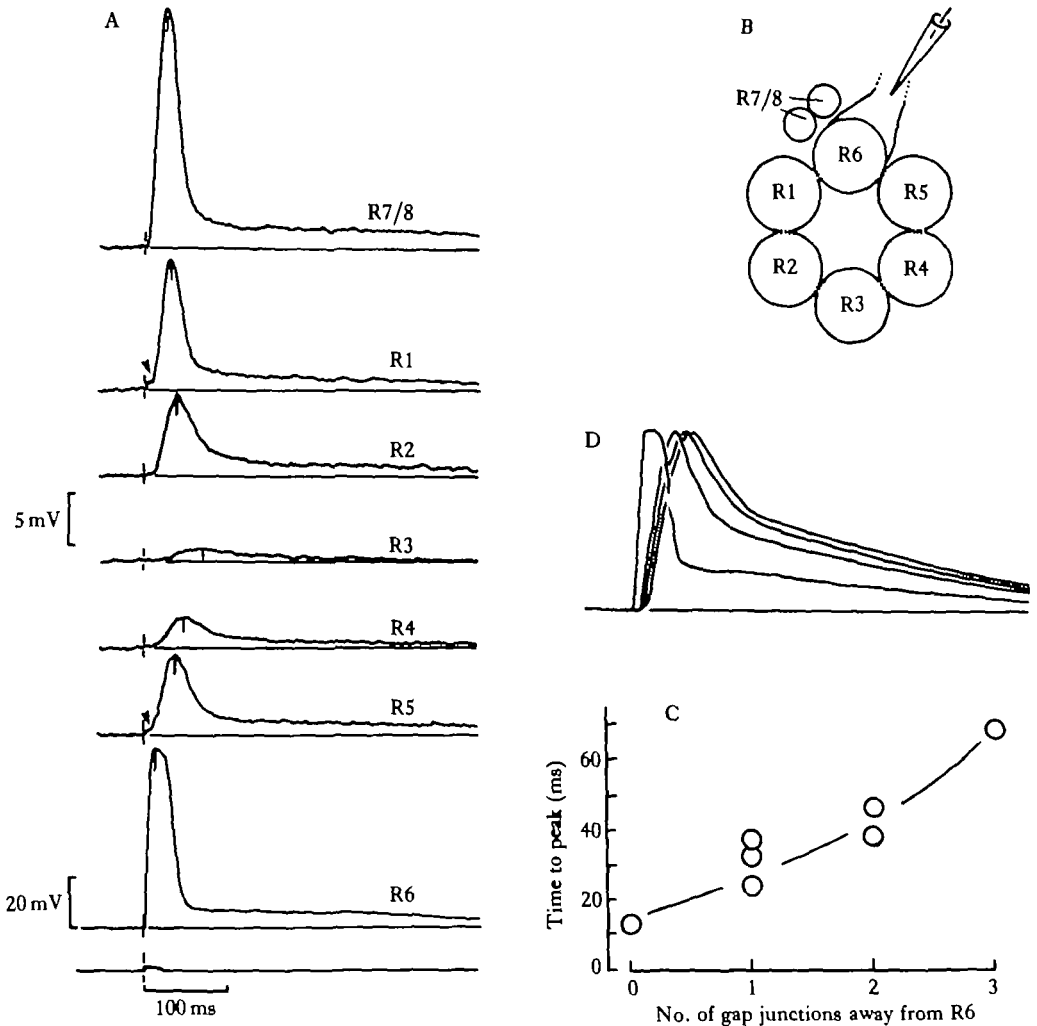 A
R7/8
R1
R2
5 mV
R3
R4
R5
20 mV
R6
100 ms
B
R7/8
R6
R1
R5
R2
R4
R3
D
C
Time to peak (ms)
60
40
20
0
0 1 2 3
No. of gap junctions away from R6